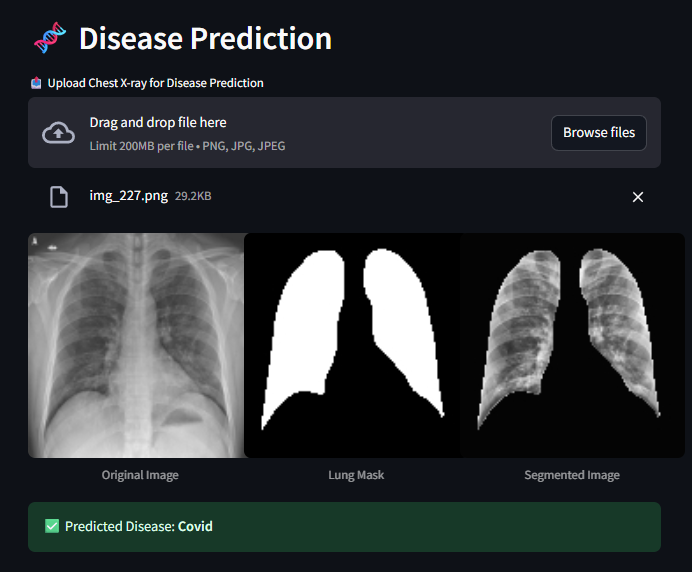 Disease Prediction
Upload Chest X-ray for Disease Prediction
Drag and drop file here
Limit 200MB per file • PNG, JPG, JPEG
Browse files
img_227.png 29.2KB
Original Image
Lung Mask
Segmented Image
Predicted Disease: Covid